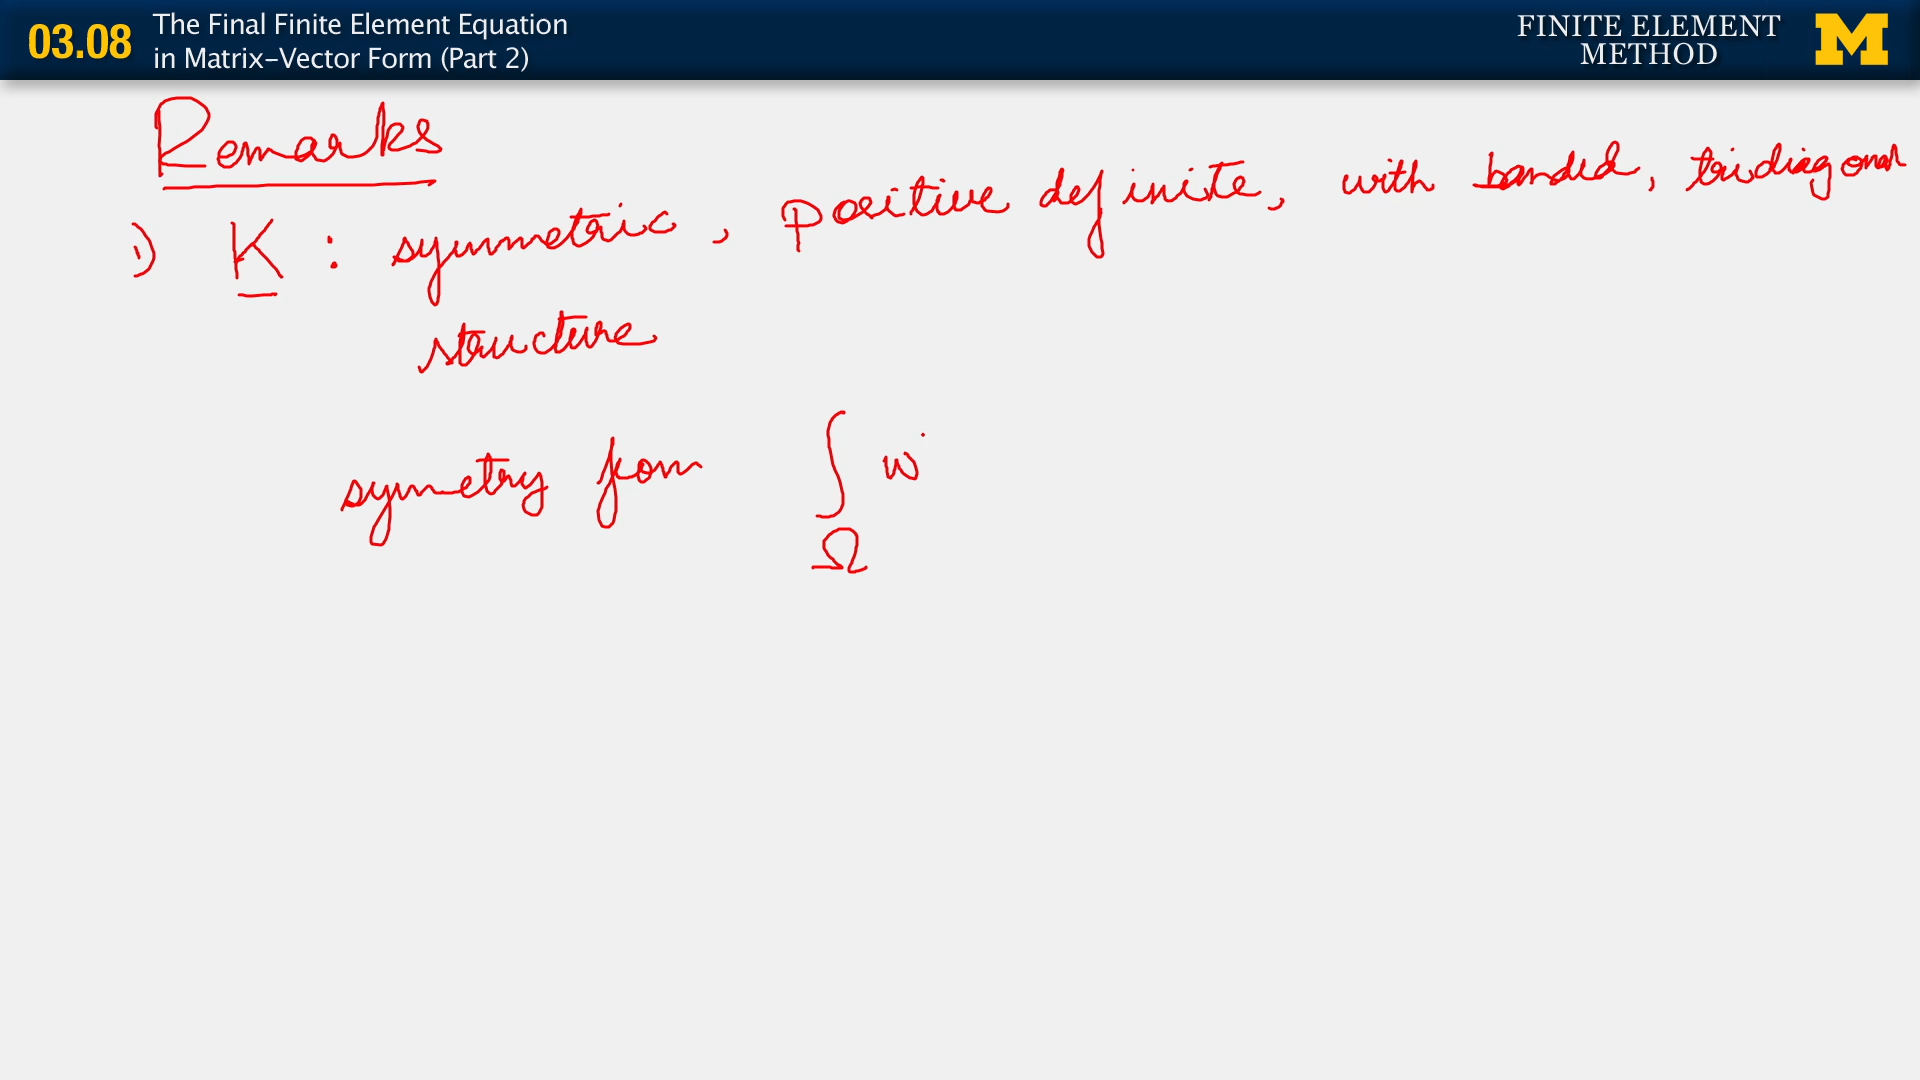 03.08
The Final Finite Element Equation
in Matrix-Vector Form (Part 2)
FINITE ELEMENT
METHOD
M
Remarks
1) K : symmetric, positive definite, with banded, tridiagonal
structure
symetry from ∫ w
Ω